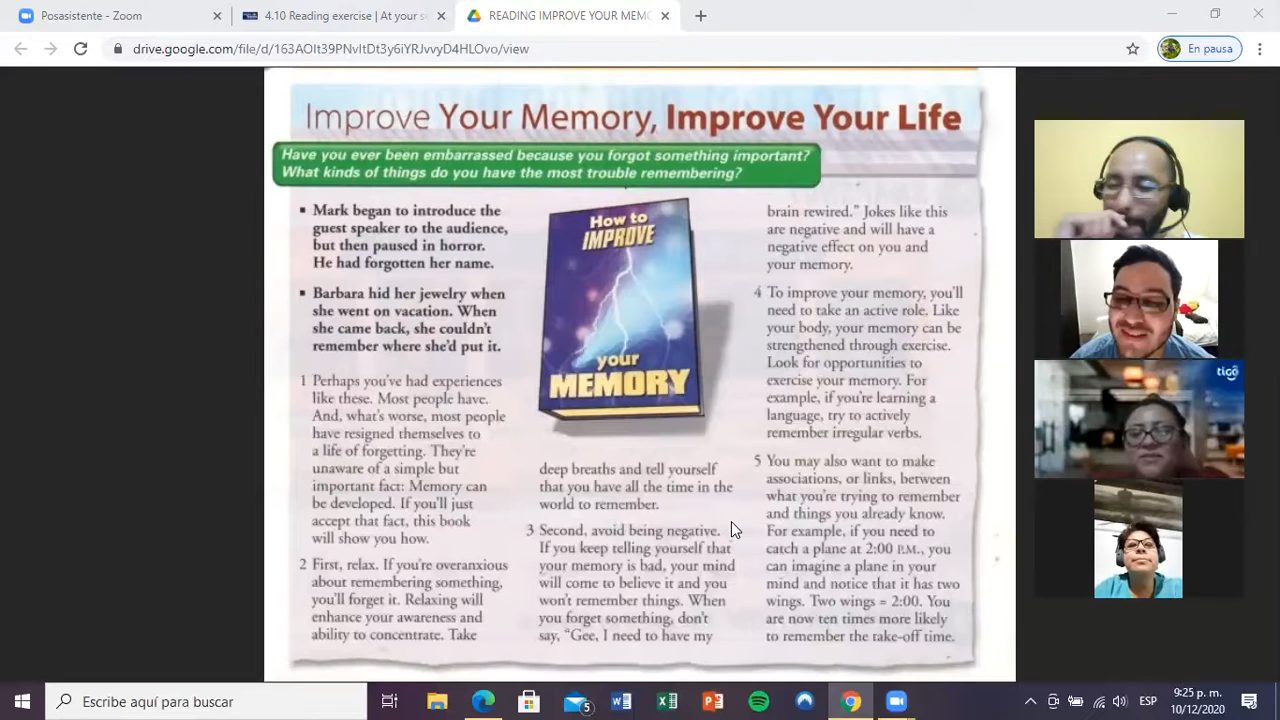 Posasistente - Zoom
4.10 Reading exercise | At your s
READING IMPROVE YOUR MEMO
drive.google.com/file/d/163AOIt39PNvItDt3y6iYRJvvyD4HLOvo/view
En pausa
Improve Your Memory, Improve Your Life
Have you ever been embarrassed because you forgot something important?
What kinds of things do you have the most trouble remembering?
▪ Mark began to introduce the
guest speaker to the audience,
but then paused in horror.
He had forgotten her name.
▪ Barbara hid her jewelry when
she went on vacation. When
she came back, she couldn't
remember where she'd put it.
1 Perhaps you've had experiences
like these. Most people have.
And, what's worse, most people
have resigned themselves to
a life of forgetting. They're
unaware of a simple but
important fact: Memory can
be developed. If you'll just
accept that fact, this book
will show you how.
2 First, relax. If you're overanxious
about remembering something,
you'll forget it. Relaxing will
enhance your awareness and
ability to concentrate. Take
How to
IMPROVE
your
MEMORY
deep breaths and tell yourself
that you have all the time in the
world to remember.
3 Second, avoid being negative.
If you keep telling yourself that
your memory is bad, your mind
will come to believe it and you
won't remember things. When
you forget something, don't
say, "Gee, I need to have my
brain rewired." Jokes like this
are negative and will have a
negative effect on you and
your memory.
4 To improve your memory, you'll
need to take an active role. Like
your body, your memory can be
strengthened through exercise.
Look for opportunities to
exercise your memory. For
example, if you're learning a
language, try to actively
remember irregular verbs.
5 You may also want to make
associations, or links, between
what you're trying to remember
and things you already know.
For example, if you need to
catch a plane at 2:00 P.M., you
can imagine a plane in your
mind and notice that it has two
wings. Two wings = 2:00. You
are now ten times more likely
to remember the take-off time.
tigo
Escribe aquí para buscar
5
ESP
9:25 p. m.
10/12/2020